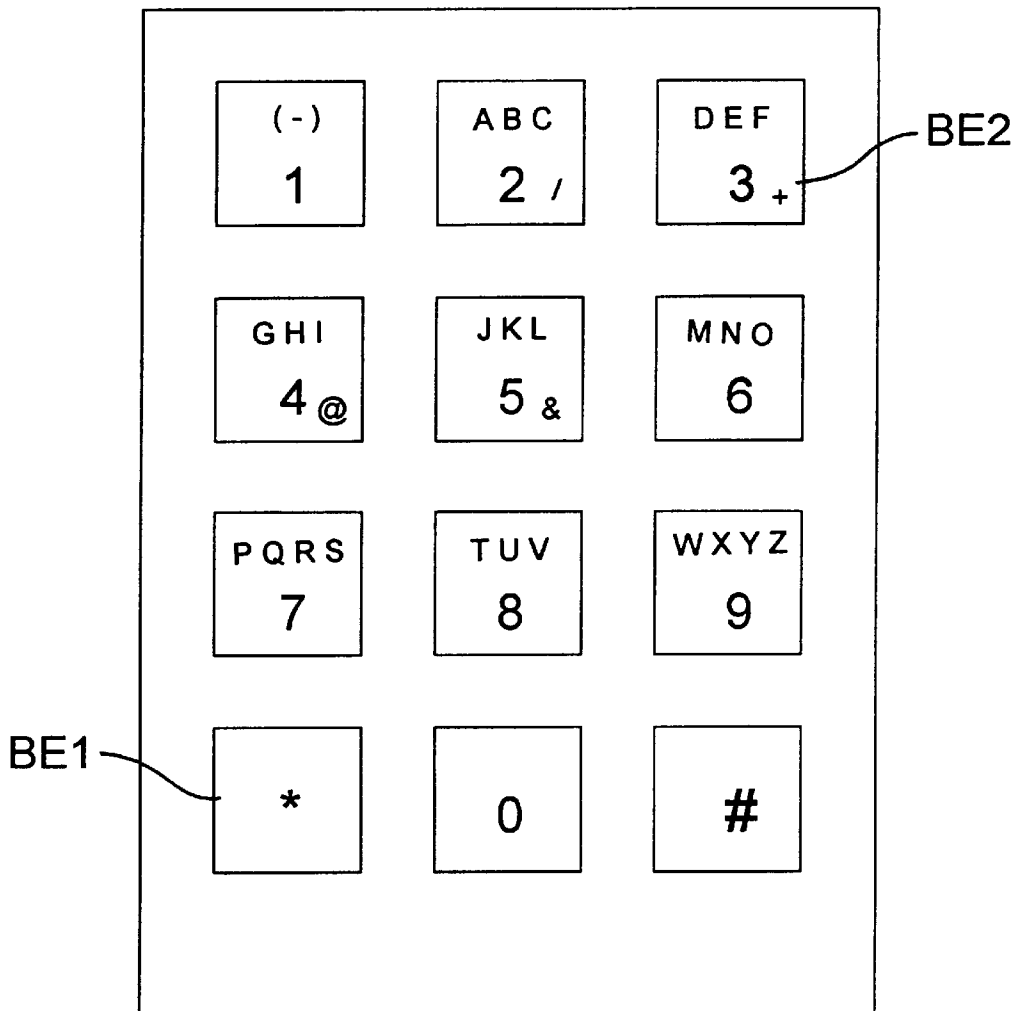 (-) ABC DEF
BE2
1 2 / 3 +
GHI JKL MNO
4 @ 5 & 6
PQRS TUV WXYZ
7 8 9
BE1
* 0 #